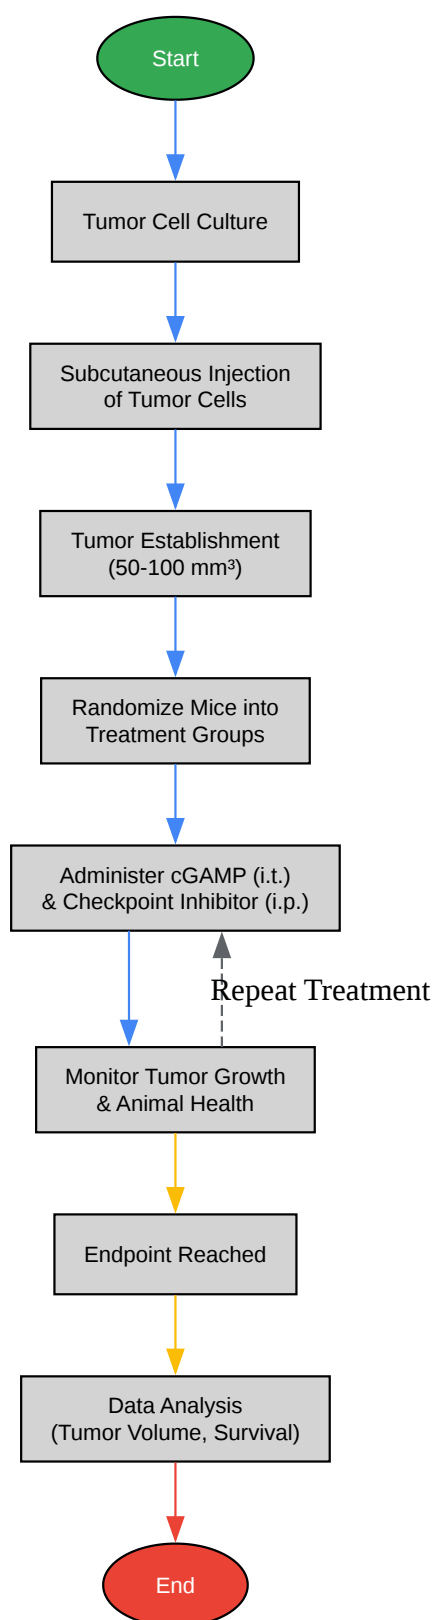 Start
Tumor Cell Culture
Subcutaneous Injection
of Tumor Cells
Tumor Establishment
(50-100 mm³)
Randomize Mice into
Treatment Groups
Administer cGAMP (i.t.)
& Checkpoint Inhibitor (i.p.)
Repeat Treatment
Monitor Tumor Growth
& Animal Health
Endpoint Reached
Data Analysis
(Tumor Volume, Survival)
End